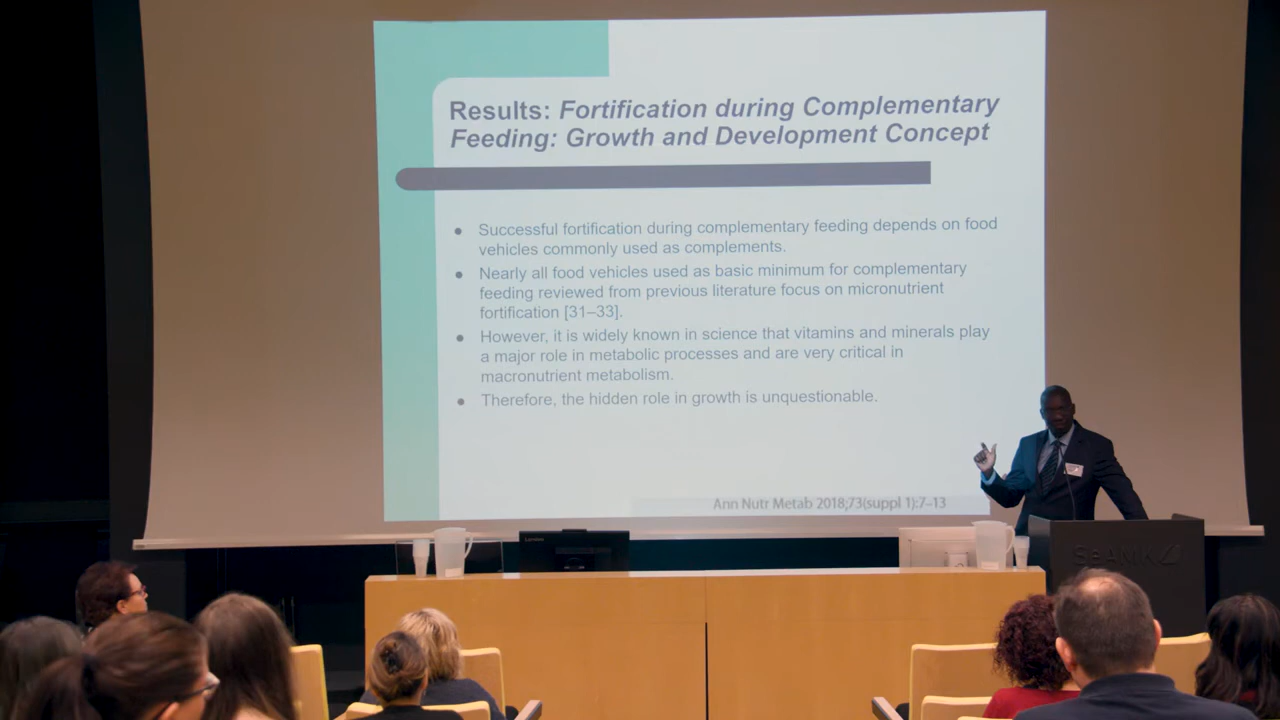 Results: Fortification during Complementary
Feeding: Growth and Development Concept
● Successful fortification during complementary feeding depends on food
vehicles commonly used as complements.
● Nearly all food vehicles used as basic minimum for complementary
feeding reviewed from previous literature focus on micronutrient
fortification [31–33].
● However, it is widely known in science that vitamins and minerals play
a major role in metabolic processes and are very critical in
macronutrient metabolism.
● Therefore, the hidden role in growth is unquestionable.
Ann Nutr Metab 2018;73(suppl 1):7–13
Lenovo
SeAMK